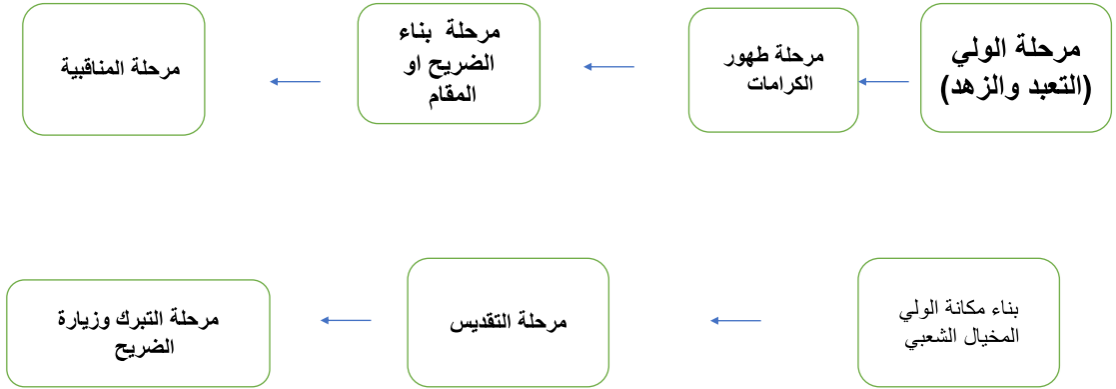 مرحلة الولي
(التعبد والزهد)
مرحلة طهور
الكرامات
مرحلة بناء
الضريح او
المقام
مرحلة المناقبية
بناء مكانة الولي
المخيال الشعبي
مرحلة التقديس
مرحلة التبرك وزيارة
الضريح